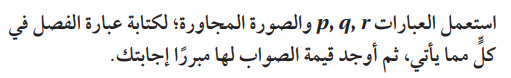 استعمل العبارات p, q, r والصورة المجاورة؛ لكتابة عبارة الفصل في
كلٍّ مما يأتي، ثم أوجد قيمة الصواب لها مبررًا إجابتك.